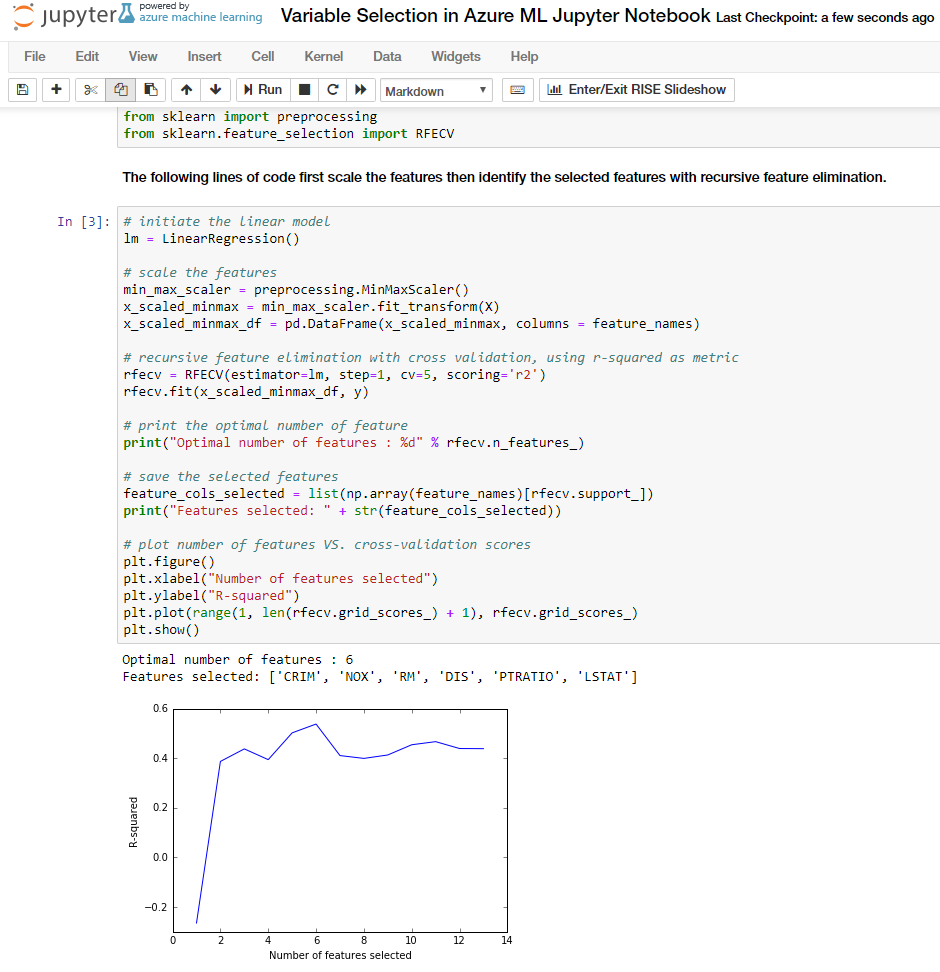 jupyter powered by azure machine learning Variable Selection in Azure ML Jupyter Notebook Last Checkpoint: a few seconds ago
File Edit View Insert Cell Kernel Data Widgets Help
Run Markdown Enter/Exit RISE Slideshow
from sklearn import preprocessing
from sklearn.feature_selection import RFECV
The following lines of code first scale the features then identify the selected features with recursive feature elimination.
In [3]: # initiate the linear model
lm = LinearRegression()
# scale the features
min_max_scaler = preprocessing.MinMaxScaler()
x_scaled_minmax = min_max_scaler.fit_transform(X)
x_scaled_minmax_df = pd.DataFrame(x_scaled_minmax, columns = feature_names)
# recursive feature elimination with cross validation, using r-squared as metric
rfecv = RFECV(estimator=lm, step=1, cv=5, scoring='r2')
rfecv.fit(x_scaled_minmax_df, y)
# print the optimal number of feature
print("Optimal number of features : %d" % rfecv.n_features_)
# save the selected features
feature_cols_selected = list(np.array(feature_names)[rfecv.support_])
print("Features selected: " + str(feature_cols_selected))
# plot number of features VS. cross-validation scores
plt.figure()
plt.xlabel("Number of features selected")
plt.ylabel("R-squared")
plt.plot(range(1, len(rfecv.grid_scores_) + 1), rfecv.grid_scores_)
plt.show()
Optimal number of features : 6
Features selected: ['CRIM', 'NOX', 'RM', 'DIS', 'PTRATIO', 'LSTAT']
0.6
0.4
0.2
0.0
−0.2
R-squared
0 2 4 6 8 10 12 14
Number of features selected